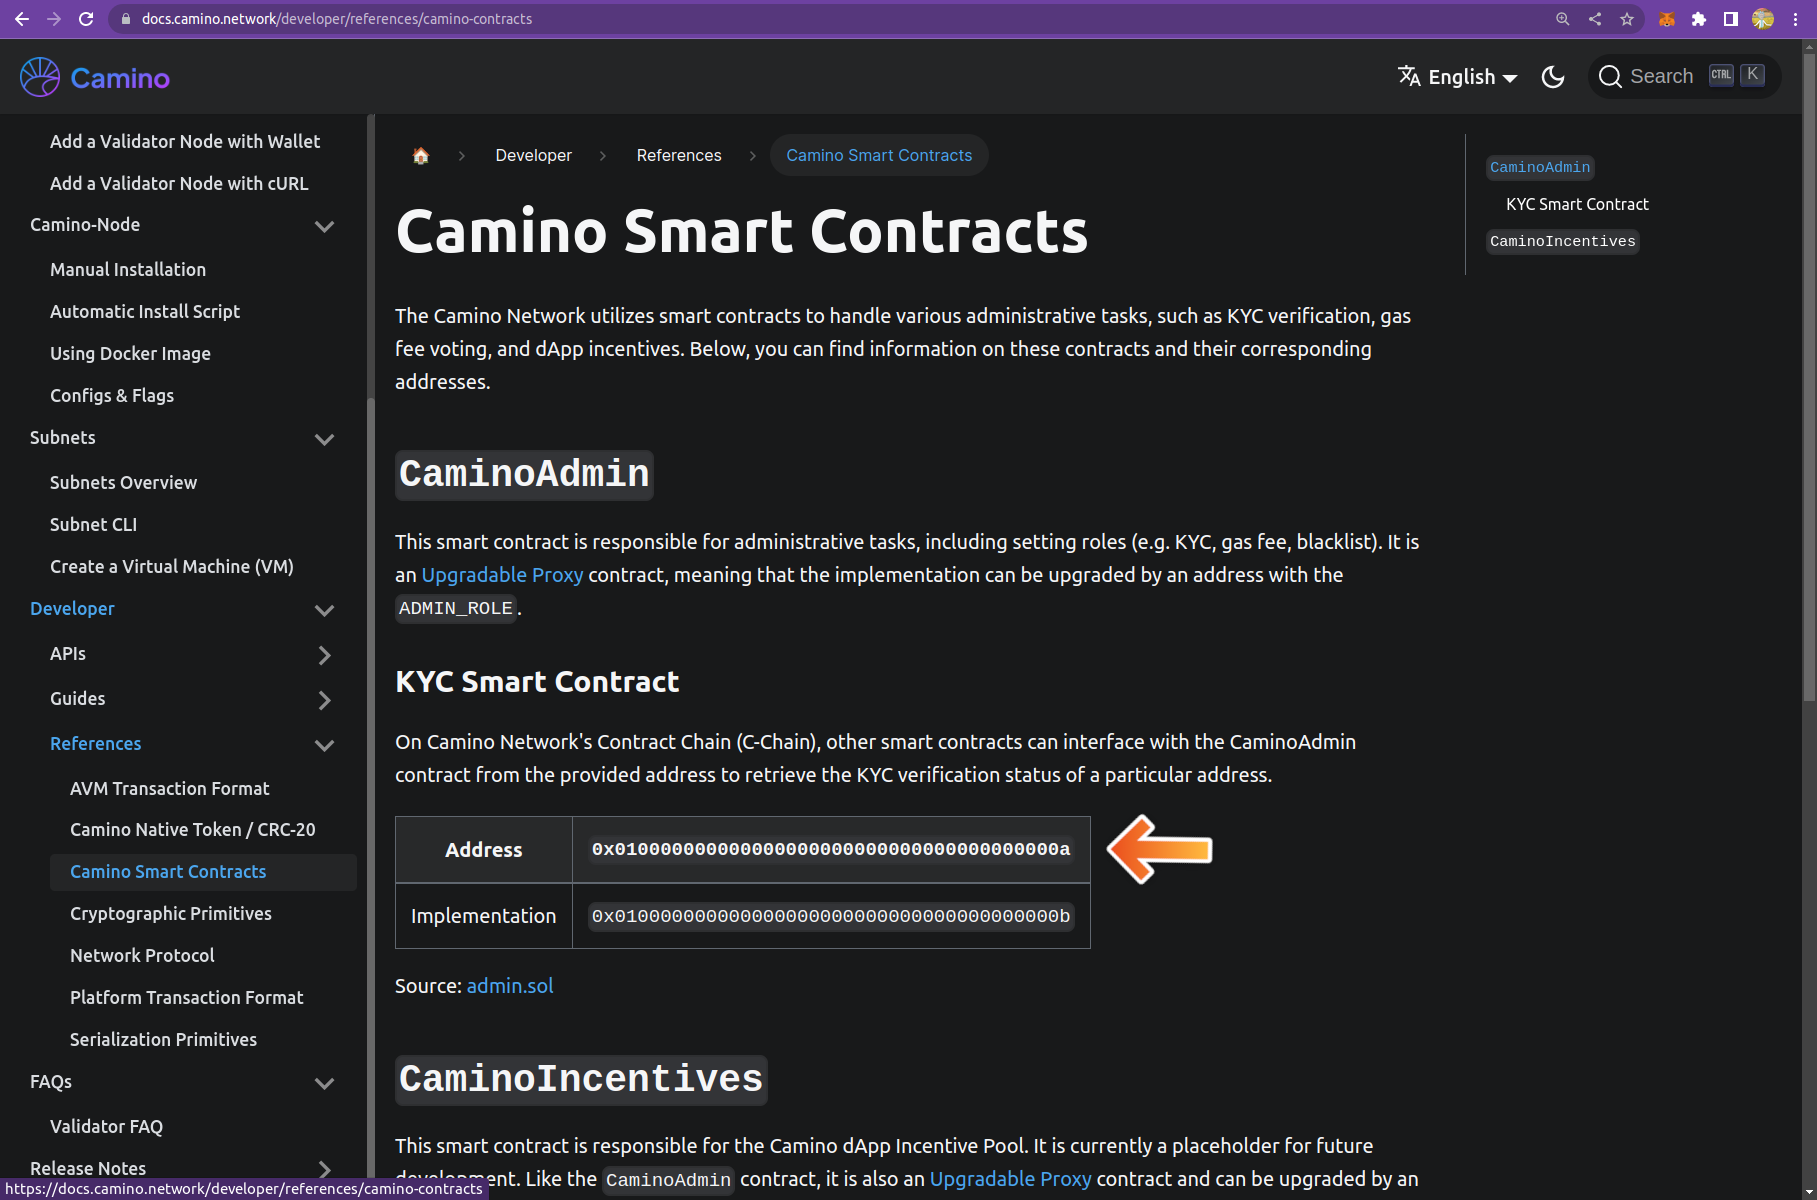 docs.camino.network/developer/references/camino-contracts
Camino
English
Search
CTRL
K
Add a Validator Node with Wallet
Add a Validator Node with cURL
Camino-Node
Manual Installation
Automatic Install Script
Using Docker Image
Configs & Flags
Subnets
Subnets Overview
Subnet CLI
Create a Virtual Machine (VM)
Developer
APIs
Guides
References
AVM Transaction Format
Camino Native Token / CRC-20
Camino Smart Contracts
Cryptographic Primitives
Network Protocol
Platform Transaction Format
Serialization Primitives
FAQs
Validator FAQ
Release Notes
https://docs.camino.network/developer/references/camino-contracts
Developer
References
Camino Smart Contracts
Camino Smart Contracts
The Camino Network utilizes smart contracts to handle various administrative tasks, such as KYC verification, gas
fee voting, and dApp incentives. Below, you can find information on these contracts and their corresponding
addresses.
CaminoAdmin
This smart contract is responsible for administrative tasks, including setting roles (e.g. KYC, gas fee, blacklist). It is
an Upgradable Proxy contract, meaning that the implementation can be upgraded by an address with the
ADMIN_ROLE.
KYC Smart Contract
On Camino Network's Contract Chain (C-Chain), other smart contracts can interface with the CaminoAdmin
contract from the provided address to retrieve the KYC verification status of a particular address.
Address 0x010000000000000000000000000000000000000a
Implementation 0x010000000000000000000000000000000000000b
Source: admin.sol
CaminoIncentives
This smart contract is responsible for the Camino dApp Incentive Pool. It is currently a placeholder for future
development. Like the CaminoAdmin contract, it is also an Upgradable Proxy contract and can be upgraded by an
CaminoAdmin
KYC Smart Contract
CaminoIncentives